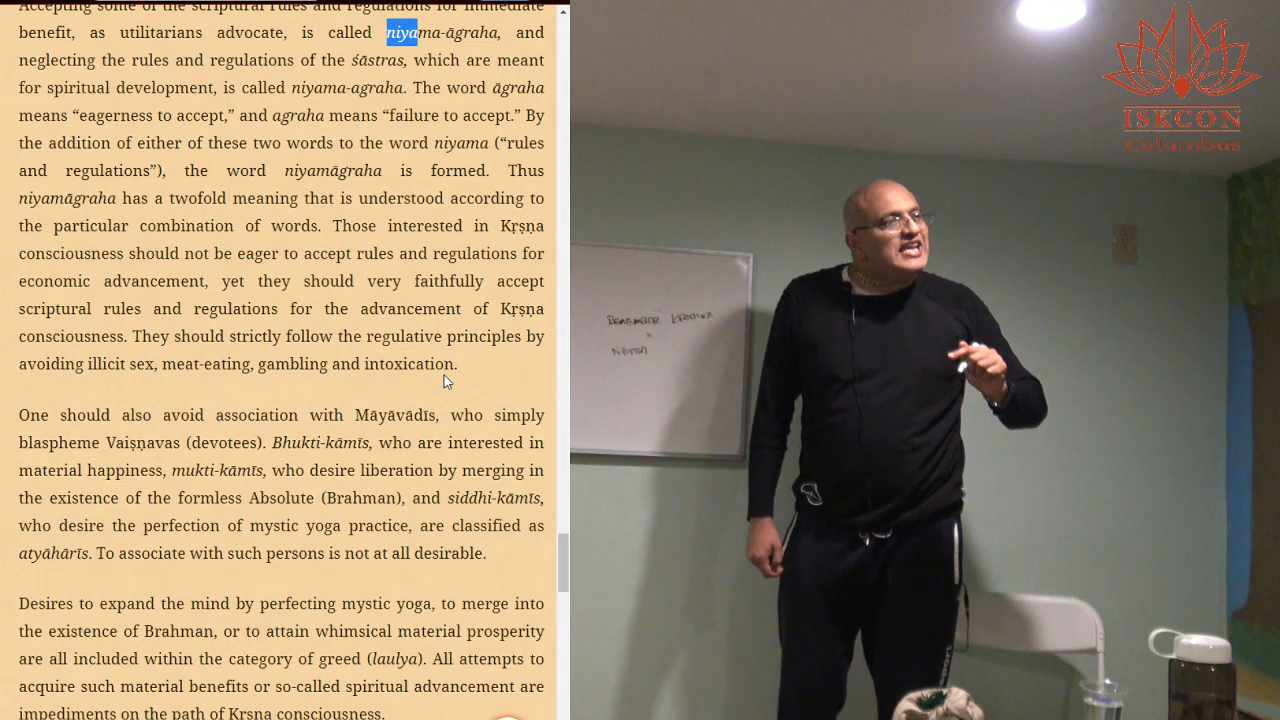 Accepting some of the scriptural rules and regulations for immediate
benefit, as utilitarians advocate, is called niyama-āgraha, and
neglecting the rules and regulations of the śāstras, which are meant
for spiritual development, is called niyama-agraha. The word āgraha
means “eagerness to accept,” and agraha means “failure to accept.” By
the addition of either of these two words to the word niyama (“rules
and regulations”), the word niyamāgraha is formed. Thus
niyamāgraha has a twofold meaning that is understood according to
the particular combination of words. Those interested in Kṛṣṇa
consciousness should not be eager to accept rules and regulations for
economic advancement, yet they should very faithfully accept
scriptural rules and regulations for the advancement of Kṛṣṇa
consciousness. They should strictly follow the regulative principles by
avoiding illicit sex, meat-eating, gambling and intoxication.
One should also avoid association with Māyāvādīs, who simply
blaspheme Vaiṣṇavas (devotees). Bhukti-kāmīs, who are interested in
material happiness, mukti-kāmīs, who desire liberation by merging in
the existence of the formless Absolute (Brahman), and siddhi-kāmīs,
who desire the perfection of mystic yoga practice, are classified as
atyāhārīs. To associate with such persons is not at all desirable.
Desires to expand the mind by perfecting mystic yoga, to merge into
the existence of Brahman, or to attain whimsical material prosperity
are all included within the category of greed (laulya). All attempts to
acquire such material benefits or so-called spiritual advancement are
impediments on the path of Kṛṣṇa consciousness.
+
ISKCON
Columbus